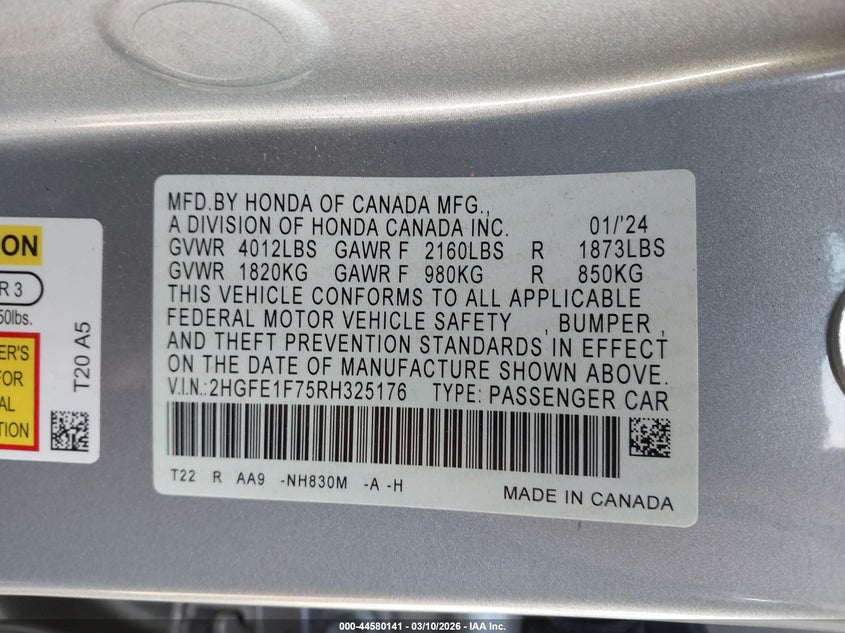 MFD.BY HONDA OF CANADA MFG.,
A DIVISION OF HONDA CANADA INC. 01/'24
GVWR 4012LBS GAWR F 2160LBS R 1873LBS
GVWR 1820KG GAWR F 980KG R 850KG
THIS VEHICLE CONFORMS TO ALL APPLICABLE
FEDERAL MOTOR VEHICLE SAFETY , BUMPER ,
AND THEFT PREVENTION STANDARDS IN EFFECT
ON THE DATE OF MANUFACTURE SHOWN ABOVE.
V.I.N.:2HGFE1F75RH325176 TYPE: PASSENGER CAR
T22 R AA9 -NH830M -A -H
MADE IN CANADA
ON
R 3
50lbs.
ER'S
FOR
AL
TION
T20 A5
000-44580141 - 03/10/2026 - IAA Inc.